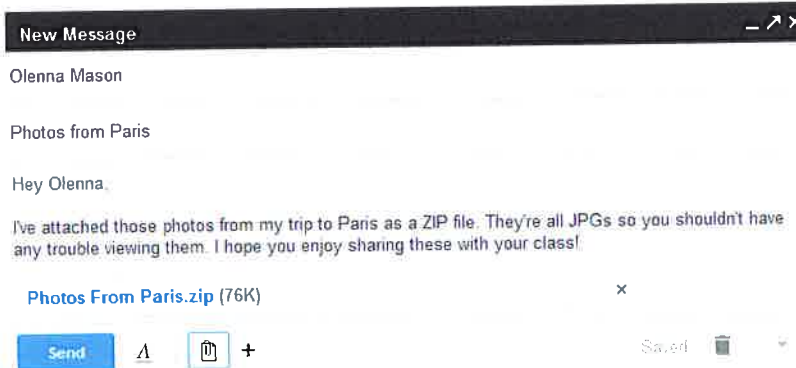 New Message
Olenna Mason
Photos from Paris
Hey Olenna,
I've attached those photos from my trip to Paris as a ZIP file. They're all JPGs so you shouldn't have
any trouble viewing them. I hope you enjoy sharing these with your class!
Photos From Paris.zip (76K)
Send A Saved